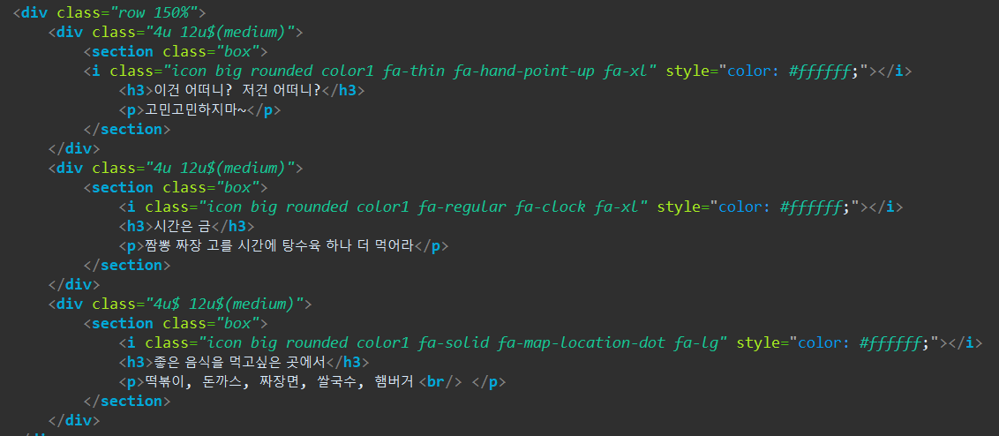 <div class="row 150%">
<div class="4u 12u$(medium)">
<section class="box">
<i class="icon big rounded color1 fa-thin fa-hand-point-up fa-xl" style="color: #ffffff;"></i>
<h3>이건 어떠니? 저건 어떠니?</h3>
<p>고민고민하지마~</p>
</section>
</div>
<div class="4u 12u$(medium)">
<section class="box">
<i class="icon big rounded color1 fa-regular fa-clock fa-xl" style="color: #ffffff;"></i>
<h3>시간은 금</h3>
<p>짬뽕 짜장 고를 시간에 탕수육 하나 더 먹어라</p>
</section>
</div>
<div class="4u$ 12u$(medium)">
<section class="box">
<i class="icon big rounded color1 fa-solid fa-map-location-dot fa-lg" style="color: #ffffff;"></i>
<h3>좋은 음식을 먹고싶은 곳에서</h3>
<p>떡볶이, 돈까스, 짜장면, 쌀국수, 햄버거 <br/> </p>
</section>
</div>